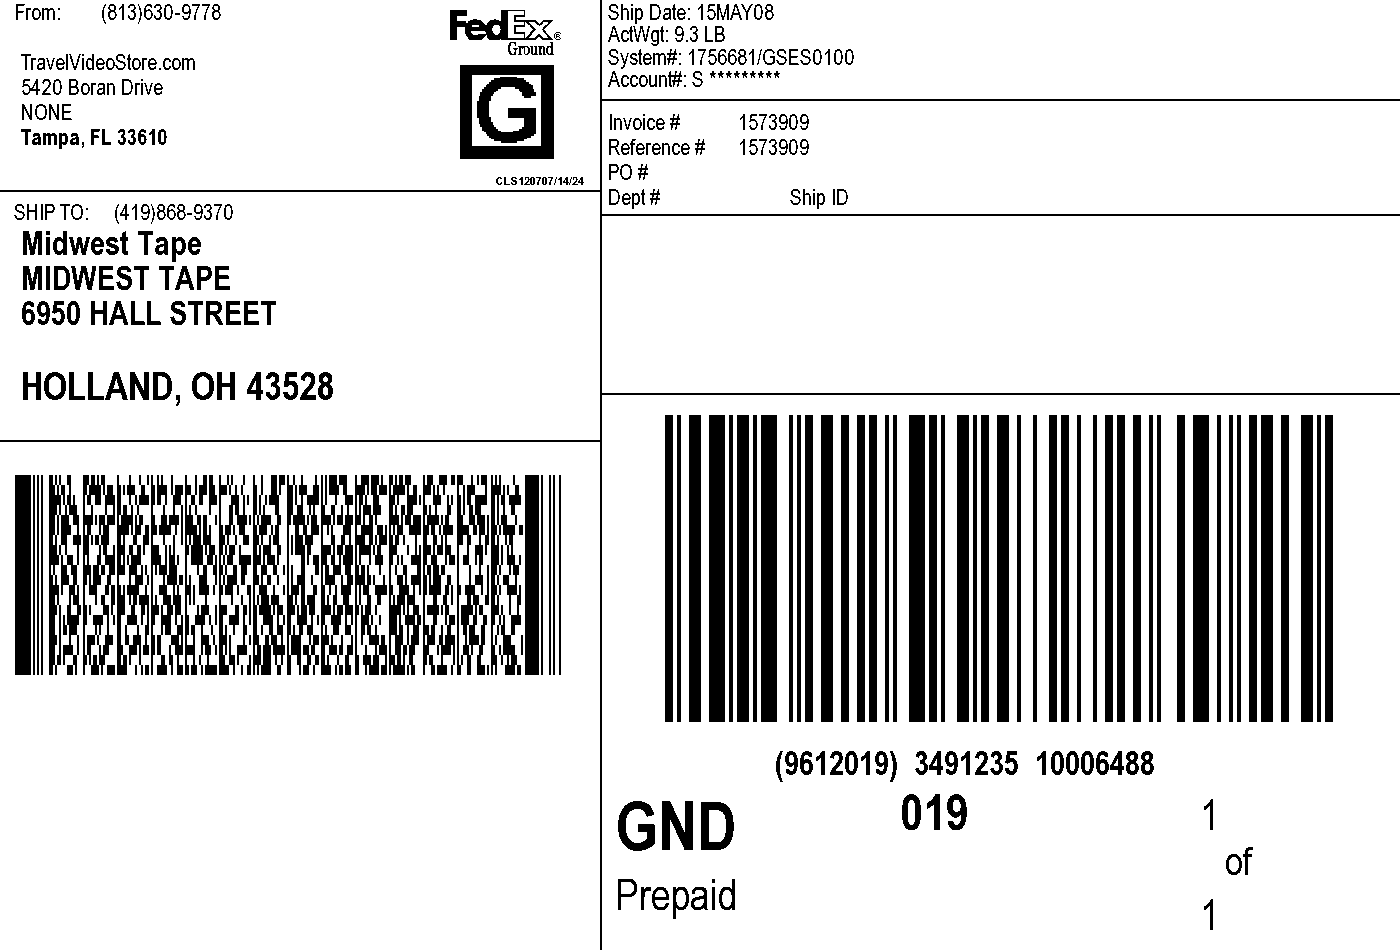 From: (813)630-9778
TravelVideoStore.com
5420 Boran Drive
NONE
Tampa, FL 33610
FedEx®
Ground
G
CLS120707/14/24
Ship Date: 15MAY08
ActWgt: 9.3 LB
System#: 1756681/GSES0100
Account#: S *********
Invoice # 1573909
Reference # 1573909
PO #
Dept # Ship ID
SHIP TO: (419)868-9370
Midwest Tape
MIDWEST TAPE
6950 HALL STREET
HOLLAND, OH 43528
(9612019) 3491235 10006488
GND 019 1
of
Prepaid 1